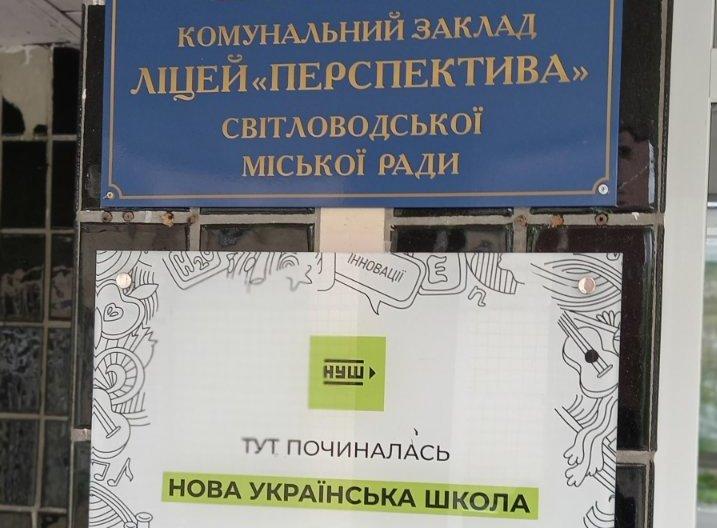 КОМУНАЛЬНИЙ ЗАКЛАД
ЛІЦЕЙ «ПЕРСПЕКТИВА»
СВІТЛОВОДСЬКОЇ
МІСЬКОЇ РАДИ
ІННОВАЦІЇ
НУШ
ТУТ ПОЧИНАЛАСЬ
НОВА УКРАЇНСЬКА ШКОЛА